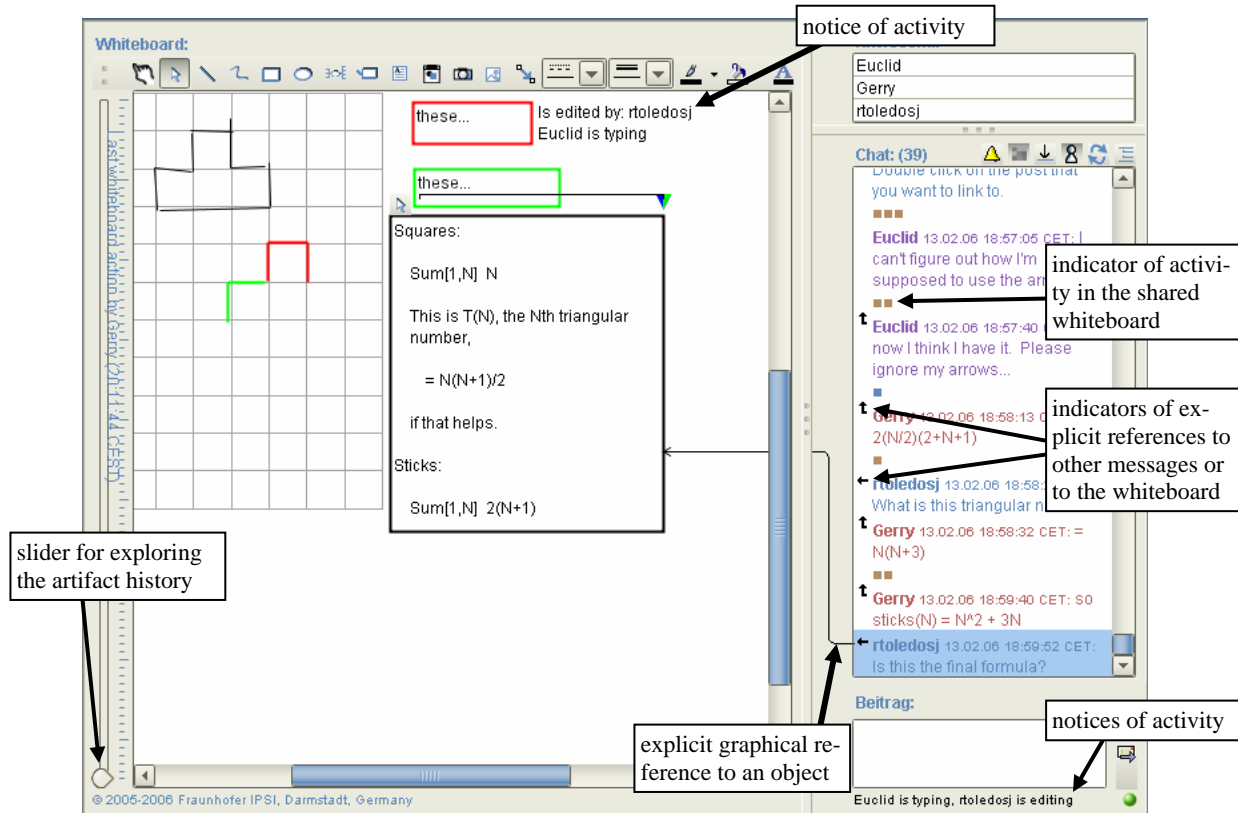 notice of activity
Whiteboard:
these...
Is edited by: rtoledosj
Euclid is typing
these...
Squares:
Sum[1,N] N
This is T(N), the Nth triangular
number,
= N(N+1)/2
if that helps.
Sticks:
Sum[1,N] 2(N+1)
Last whiteboard action by Gerry (2h:11:44 CEST)
slider for exploring
the artifact history
© 2005-2006 Fraunhofer IPSI, Darmstadt, Germany
explicit graphical re-
ference to an object
Euclid
Gerry
rtoledosj
Chat: (39)
Double click on the post that
you want to link to.
Euclid 13.02.06 18:57:05 CET: I
can't figure out how I'm
supposed to use the
Euclid 13.02.06 18:57:40
now I think I have it. Please
ignore my arrows...
Gerry 13.02.06 18:58:13
2(N/2)(2+N+1)
rtoledosj 13.02.06 18:58:
What is this triangular
Gerry 13.02.06 18:58:32 CET: =
N(N+3)
Gerry 13.02.06 18:59:40 CET: so
sticks(N) = N^2 + 3N
rtoledosj 13.02.06 18:59:52 CET:
Is this the final formula?
indicator of activi-
ty in the shared
whiteboard
indicators of ex-
plicit references to
other messages or
to the whiteboard
Beitrag:
notices of activity
Euclid is typing, rtoledosj is editing